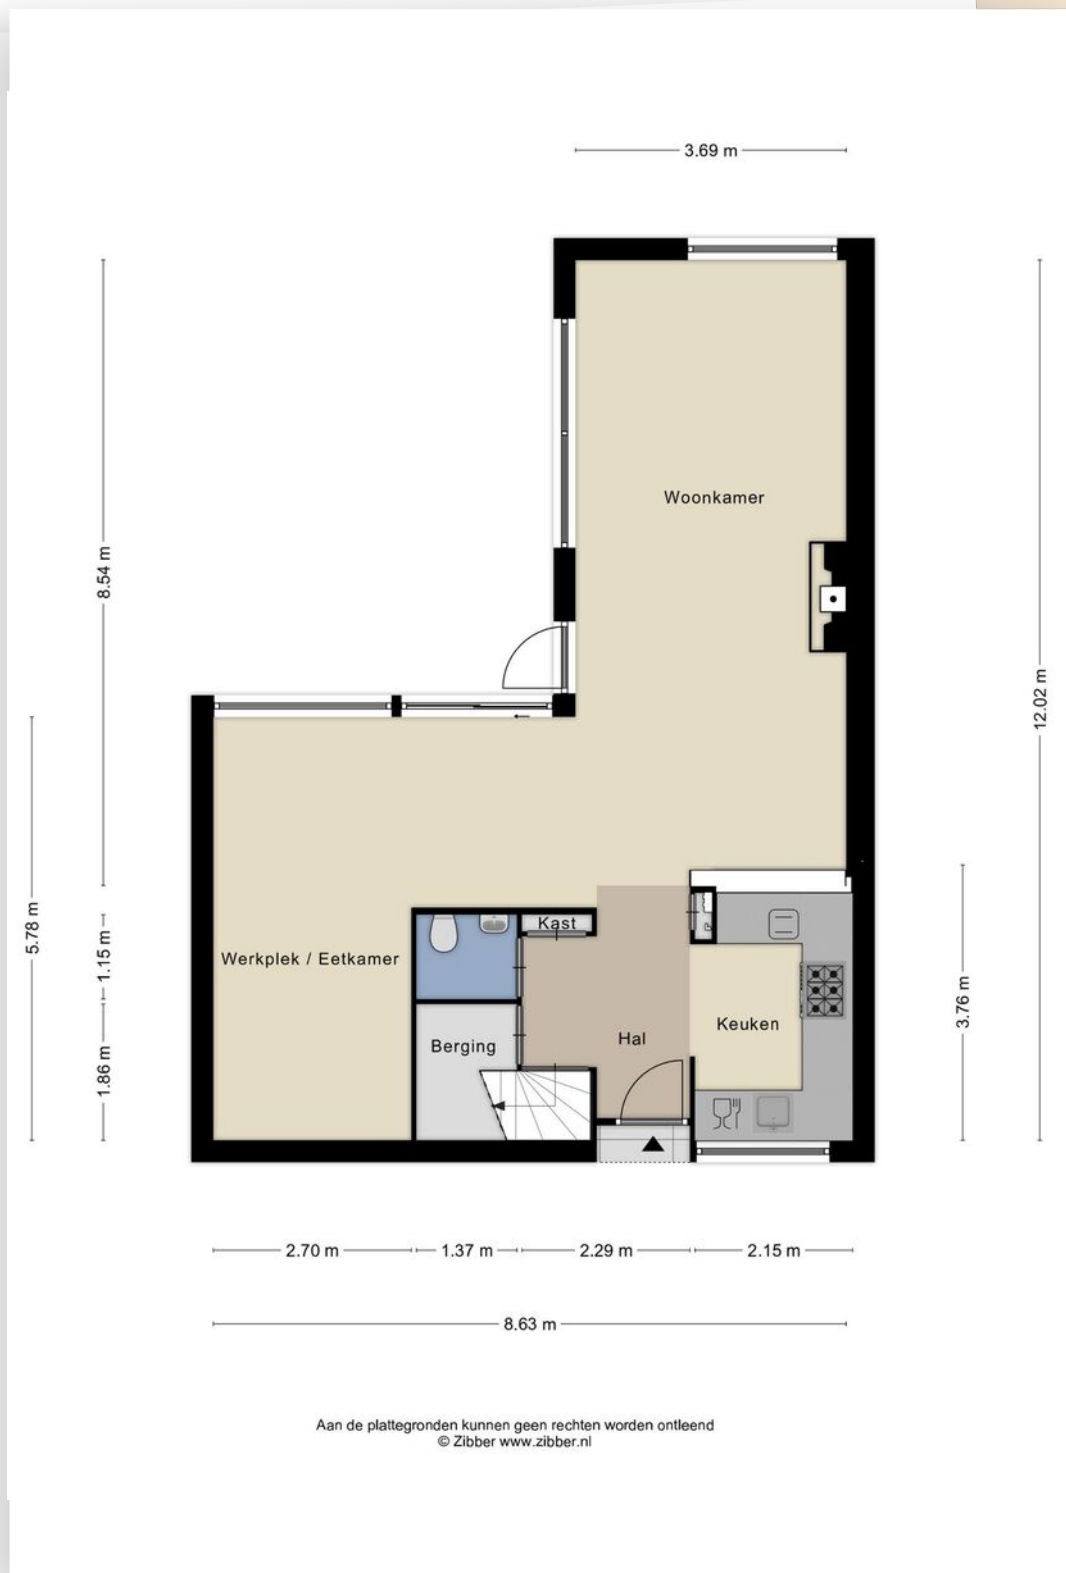 3.69 m
Woonkamer
8.54 m
12.02 m
5.78 m
1.15 m
1.86 m
3.76 m
Kast
Werkplek / Eetkamer
Keuken
Hal
Berging
2.70 m
1.37 m
2.29 m
2.15 m
8.63 m
Aan de plattegronden kunnen geen rechten worden ontleend
© Zibber www.zibber.nl